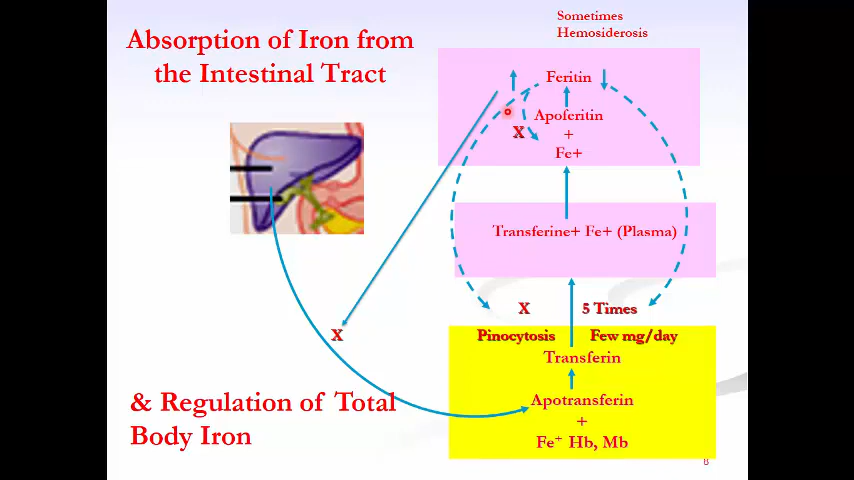 Absorption of Iron from
the Intestinal Tract
Sometimes
Hemosiderosis
Feritin
Apoferitin
X
+
Fe+
Transferine+ Fe+ (Plasma)
X
5 Times
X
Pinocytosis
Few mg/day
Transferin
& Regulation of Total
Body Iron
Apotransferin
+
Fe+ Hb, Mb
8